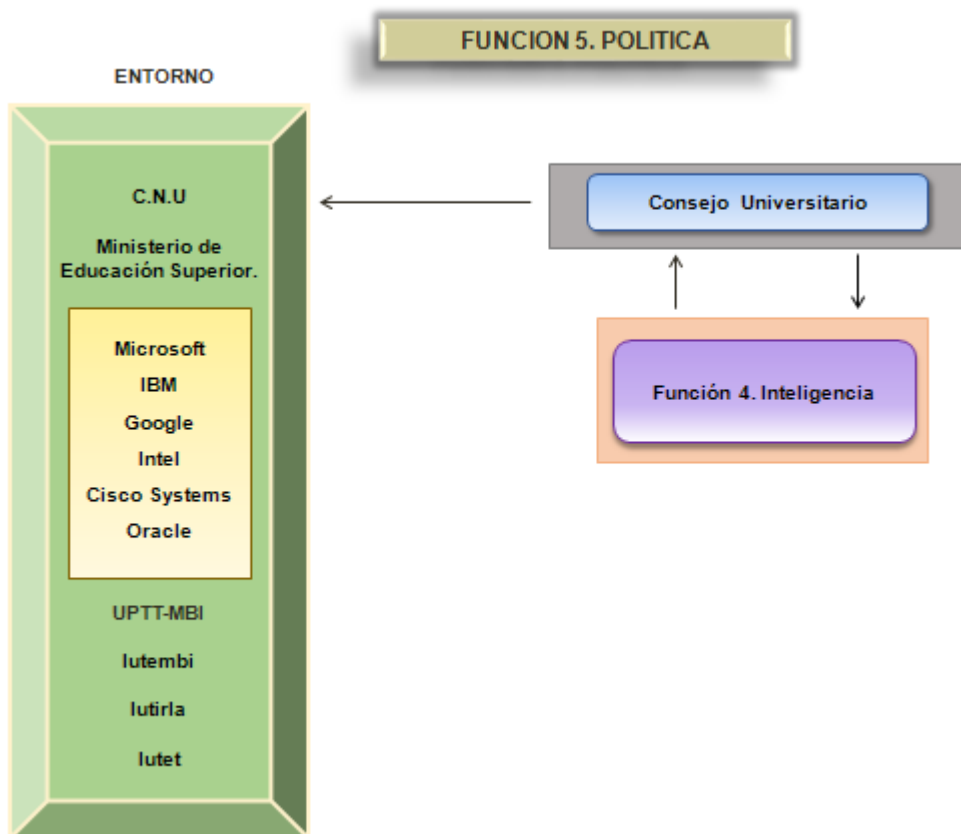 FUNCION 5. POLITICA
ENTORNO
C.N.U
Ministerio de
Educación Superior.
Microsoft
IBM
Google
Intel
Cisco Systems
Oracle
UPTT-MBI
Iutembi
Iutirla
Iutet
Consejo Universitario
Función 4. Inteligencia